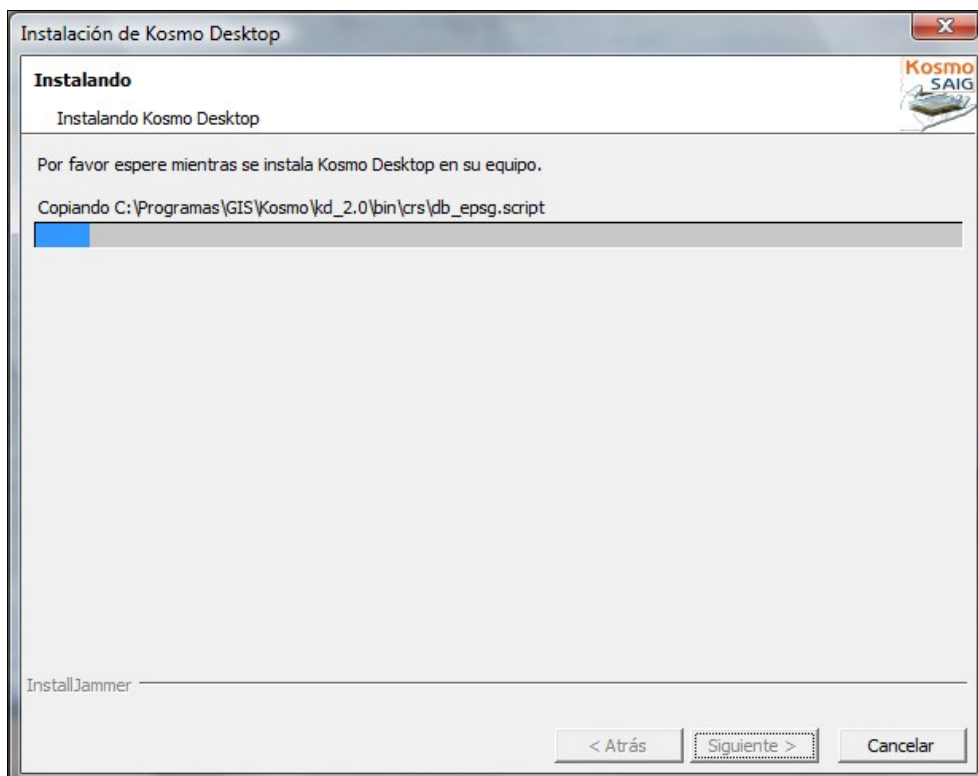 Instalación de Kosmo Desktop
Instalando
Kosmo
SAIG
Instalando Kosmo Desktop
Por favor espere mientras se instala Kosmo Desktop en su equipo.
Copiando C:\Programas\GIS\Kosmo\kd_2.0\bin\crs\db_epsg.script
InstallJammer
< Atrás
Siguiente >
Cancelar